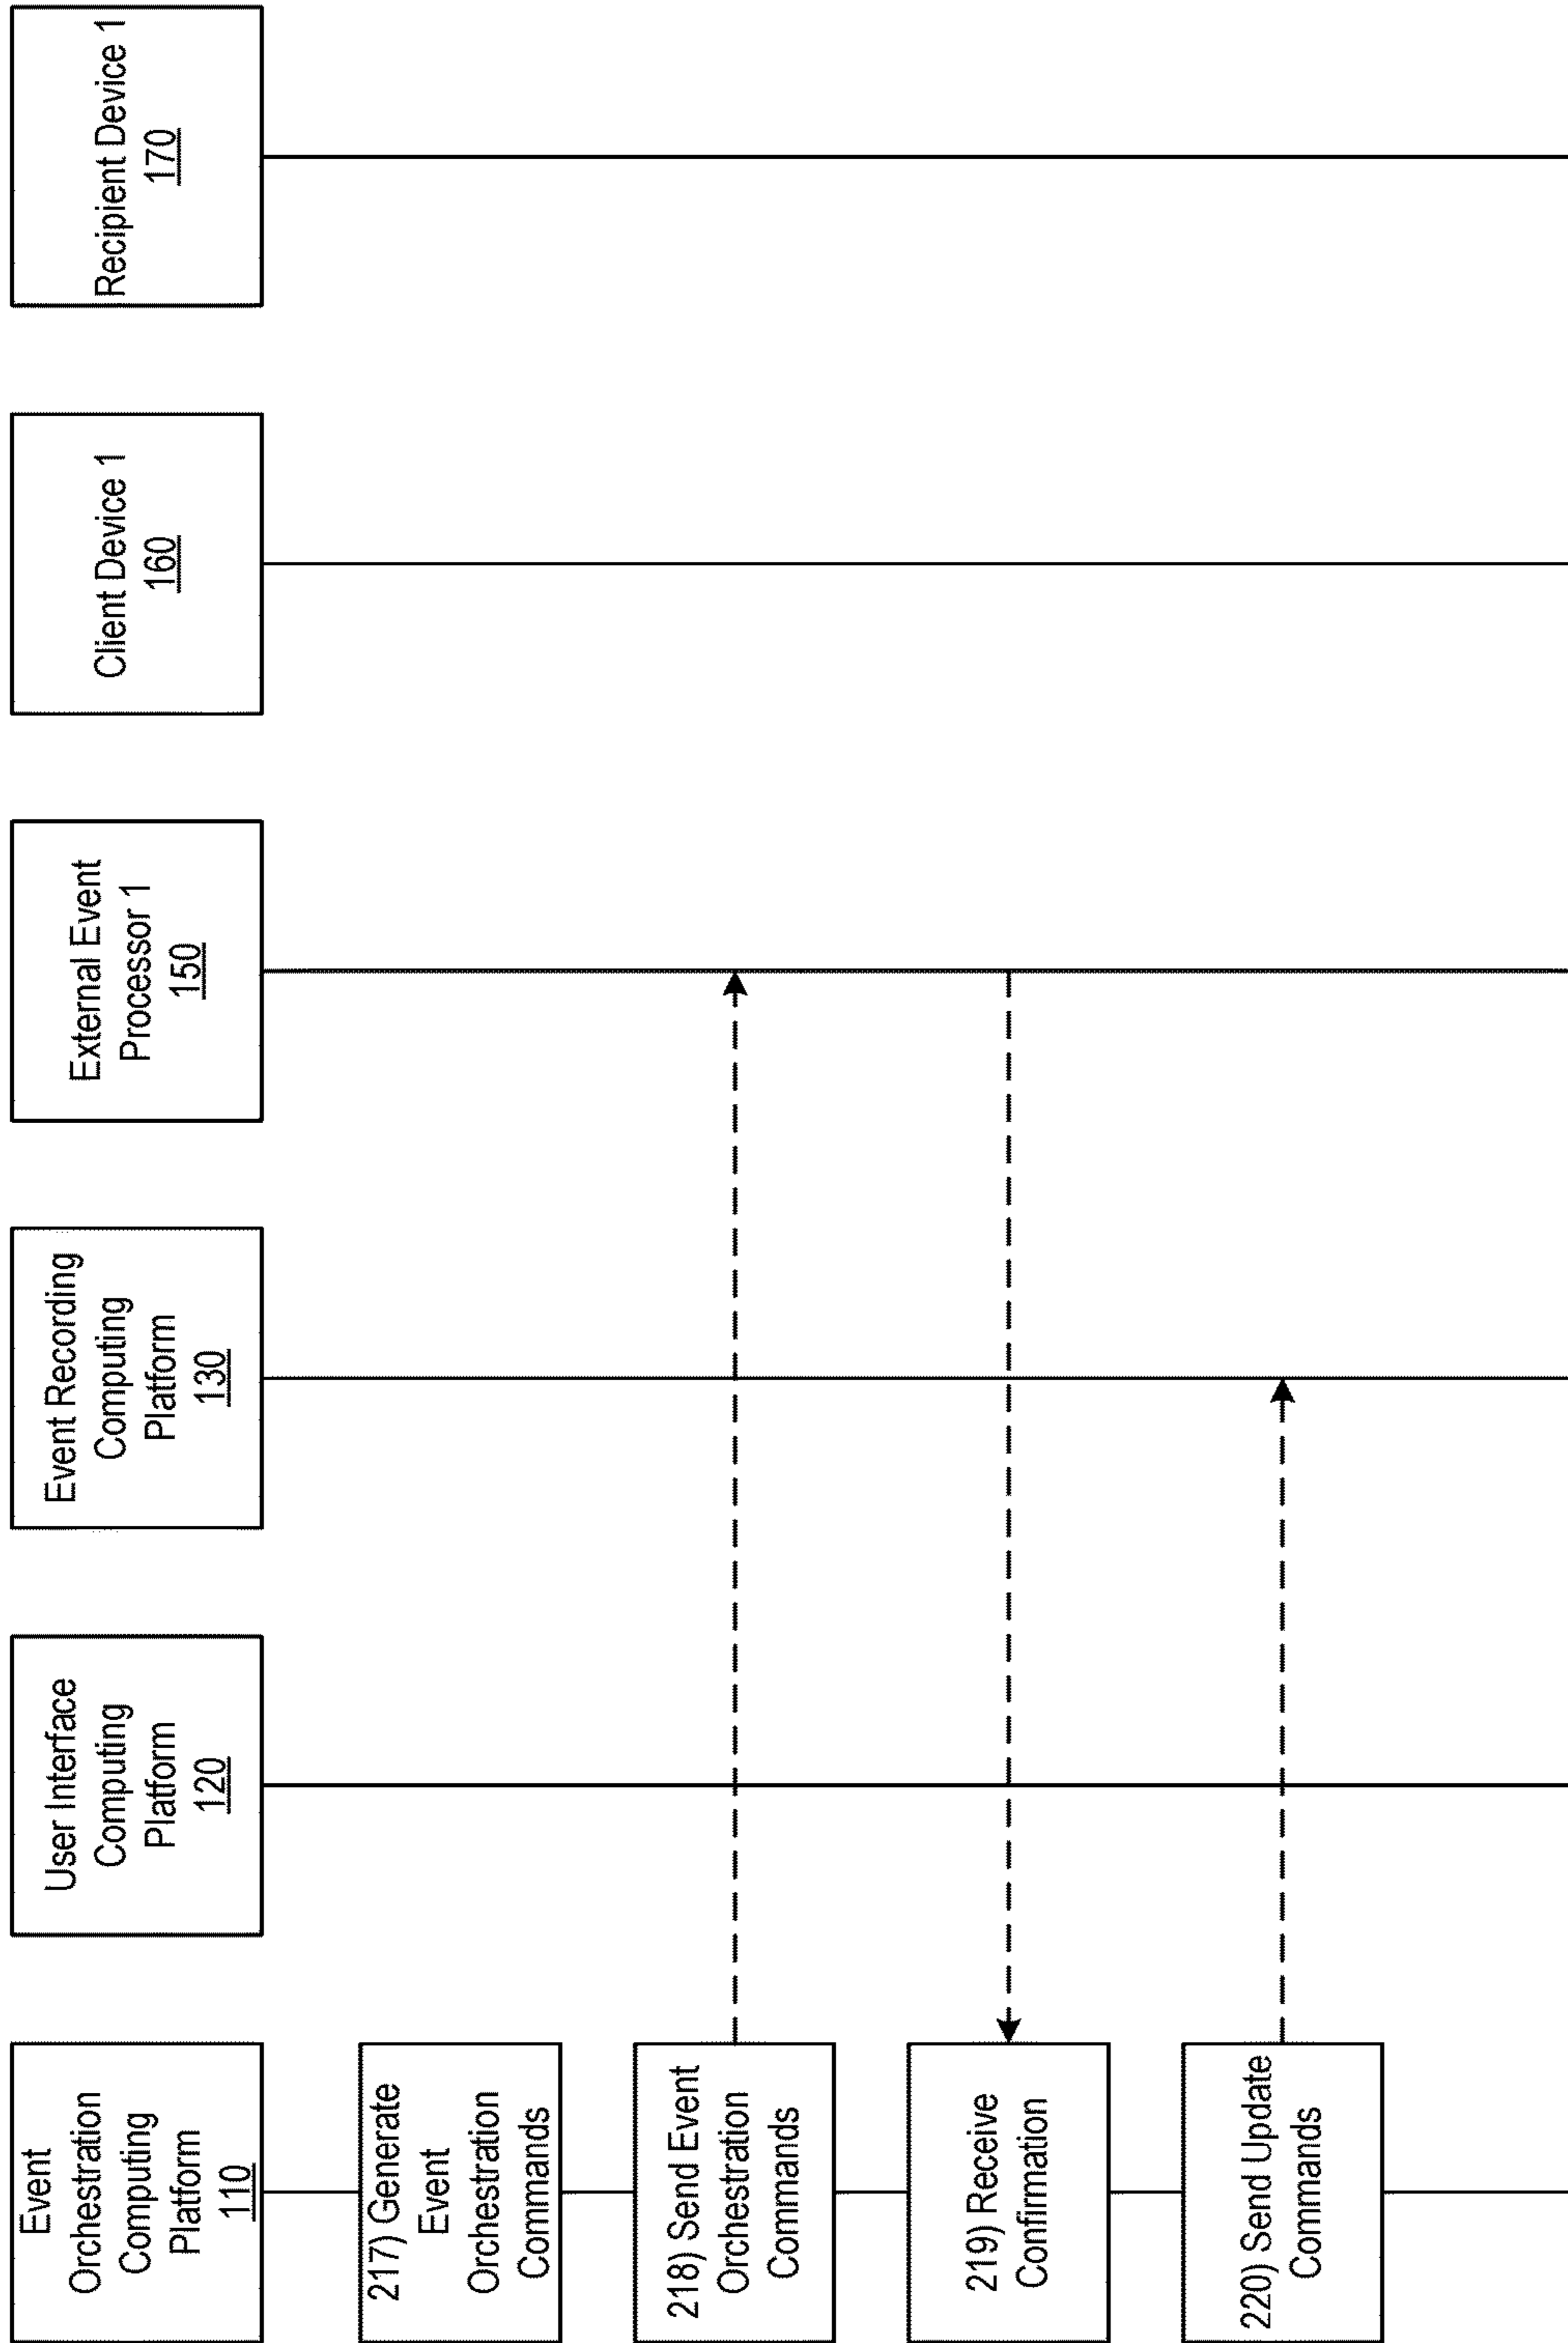 Event
Orchestration
Computing
Platform
110
User Interface
Computing
Platform
120
Event Recording
Computing
Platform
130
External Event
Processor 1
150
Client Device 1
160
Recipient Device 1
170
217) Generate
Event
Orchestration
Commands
218) Send Event
Orchestration
Commands
219) Receive
Confirmation
220) Send Update
Commands